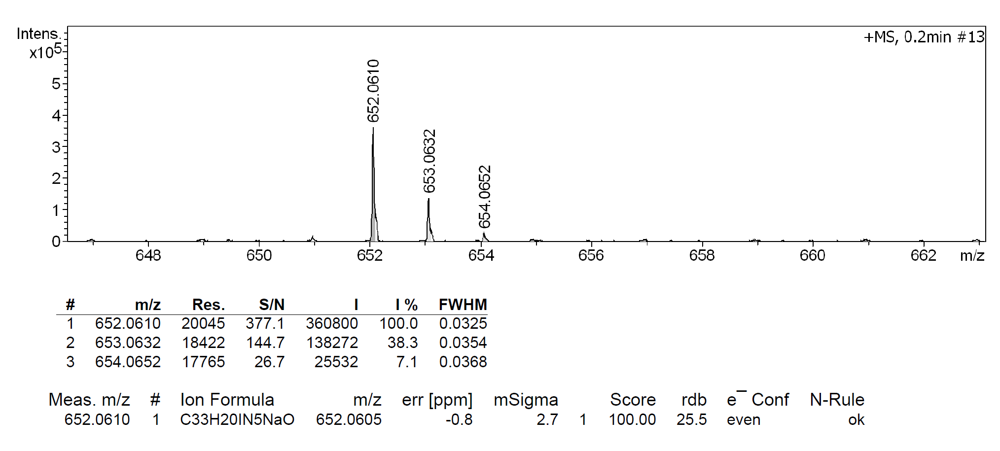 Intens.
x10^5
+MS, 0.2min #13
652.0610
653.0632
654.0652
5
4
3
2
1
0
648 650 652 654 656 658 660 662 m/z
# m/z Res. S/N I I % FWHM
1 652.0610 20045 377.1 360800 100.0 0.0325
2 653.0632 18422 144.7 138272 38.3 0.0354
3 654.0652 17765 26.7 25532 7.1 0.0368
Meas. m/z # Ion Formula m/z err [ppm] mSigma Score rdb e¯ Conf N-Rule
652.0610 1 C33H20IN5NaO 652.0605 -0.8 2.7 1 100.00 25.5 even ok